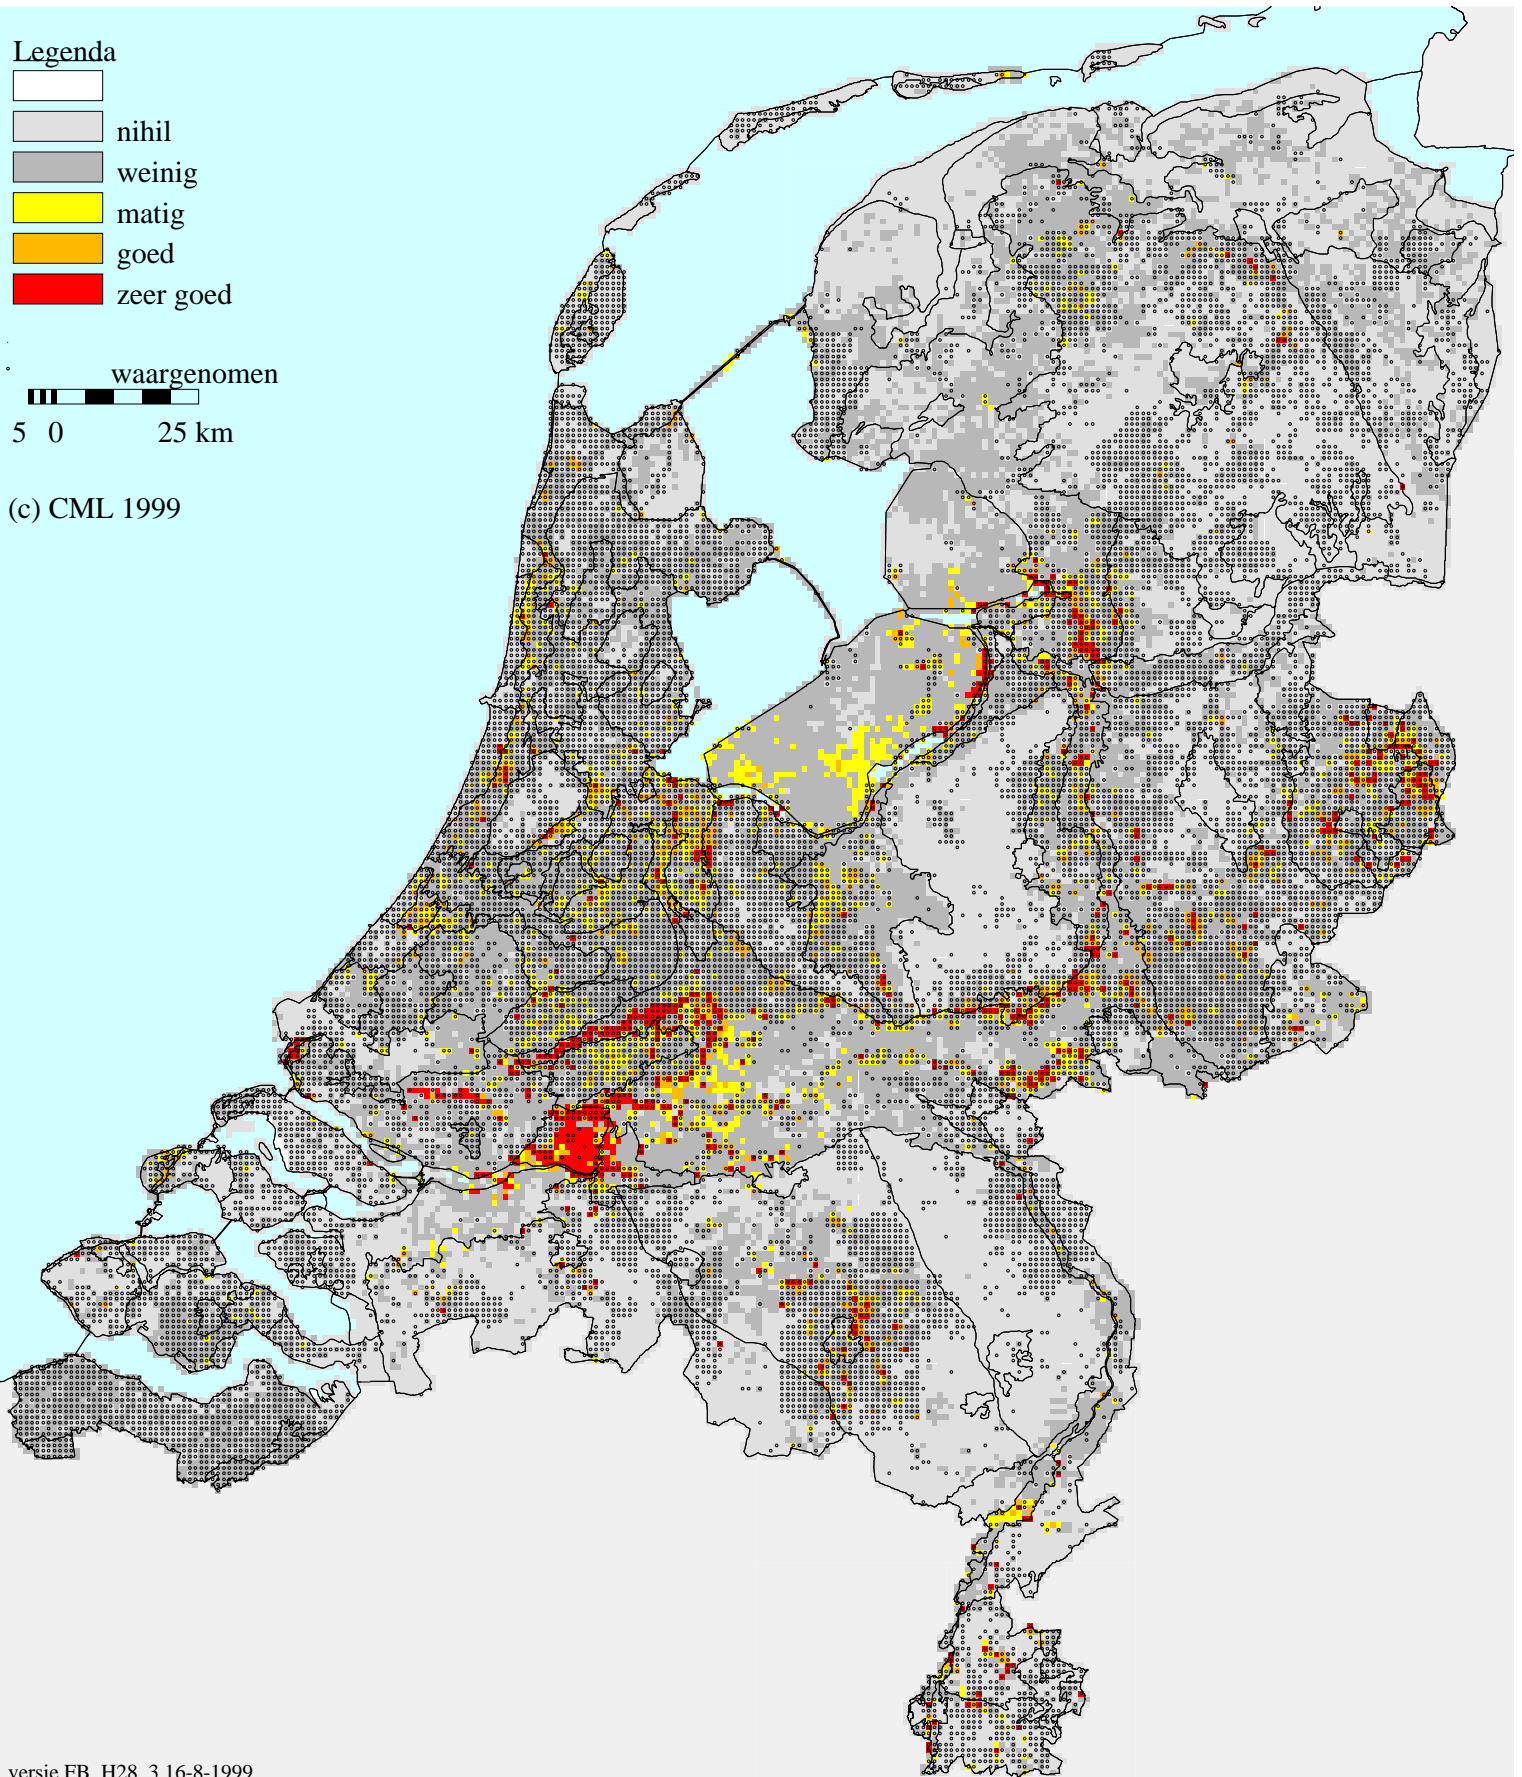 Legenda
nihil
weinig
matig
goed
zeer goed
waargenomen
5 0 25 km
(c) CML 1999
versie FB_H28_3 16-8-1999